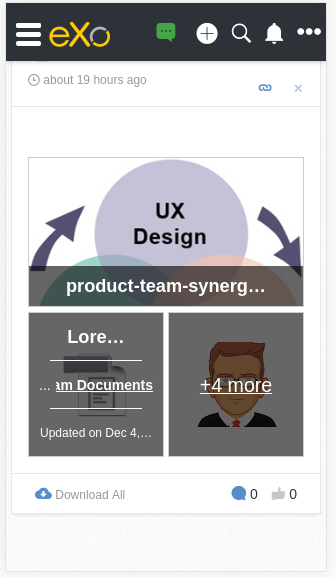 eXo
about 19 hours ago
UX
Design
product-team-synerg…
Lore…
... am Documents
Updated on Dec 4,…
+4 more
Download All
0
0